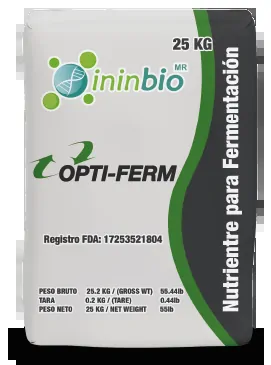 25 KG
ininbio MR
OPTI-FERM
Nutrientre para Fermentación
Registro FDA: 17253521804
PESO BRUTO 25.2 KG / (GROSS WT) 55.44lb
TARA 0.2 KG / (TARE) 0.44lb
PESO NETO 25 KG / NET WEIGHT 55lb